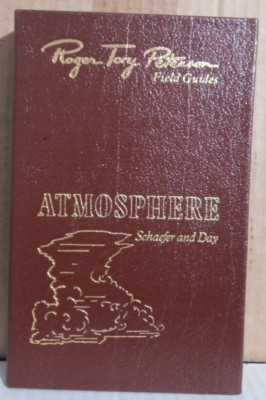 Roger Tory Peterson
Field Guides
ATMOSPHERE
Schaefer and Day